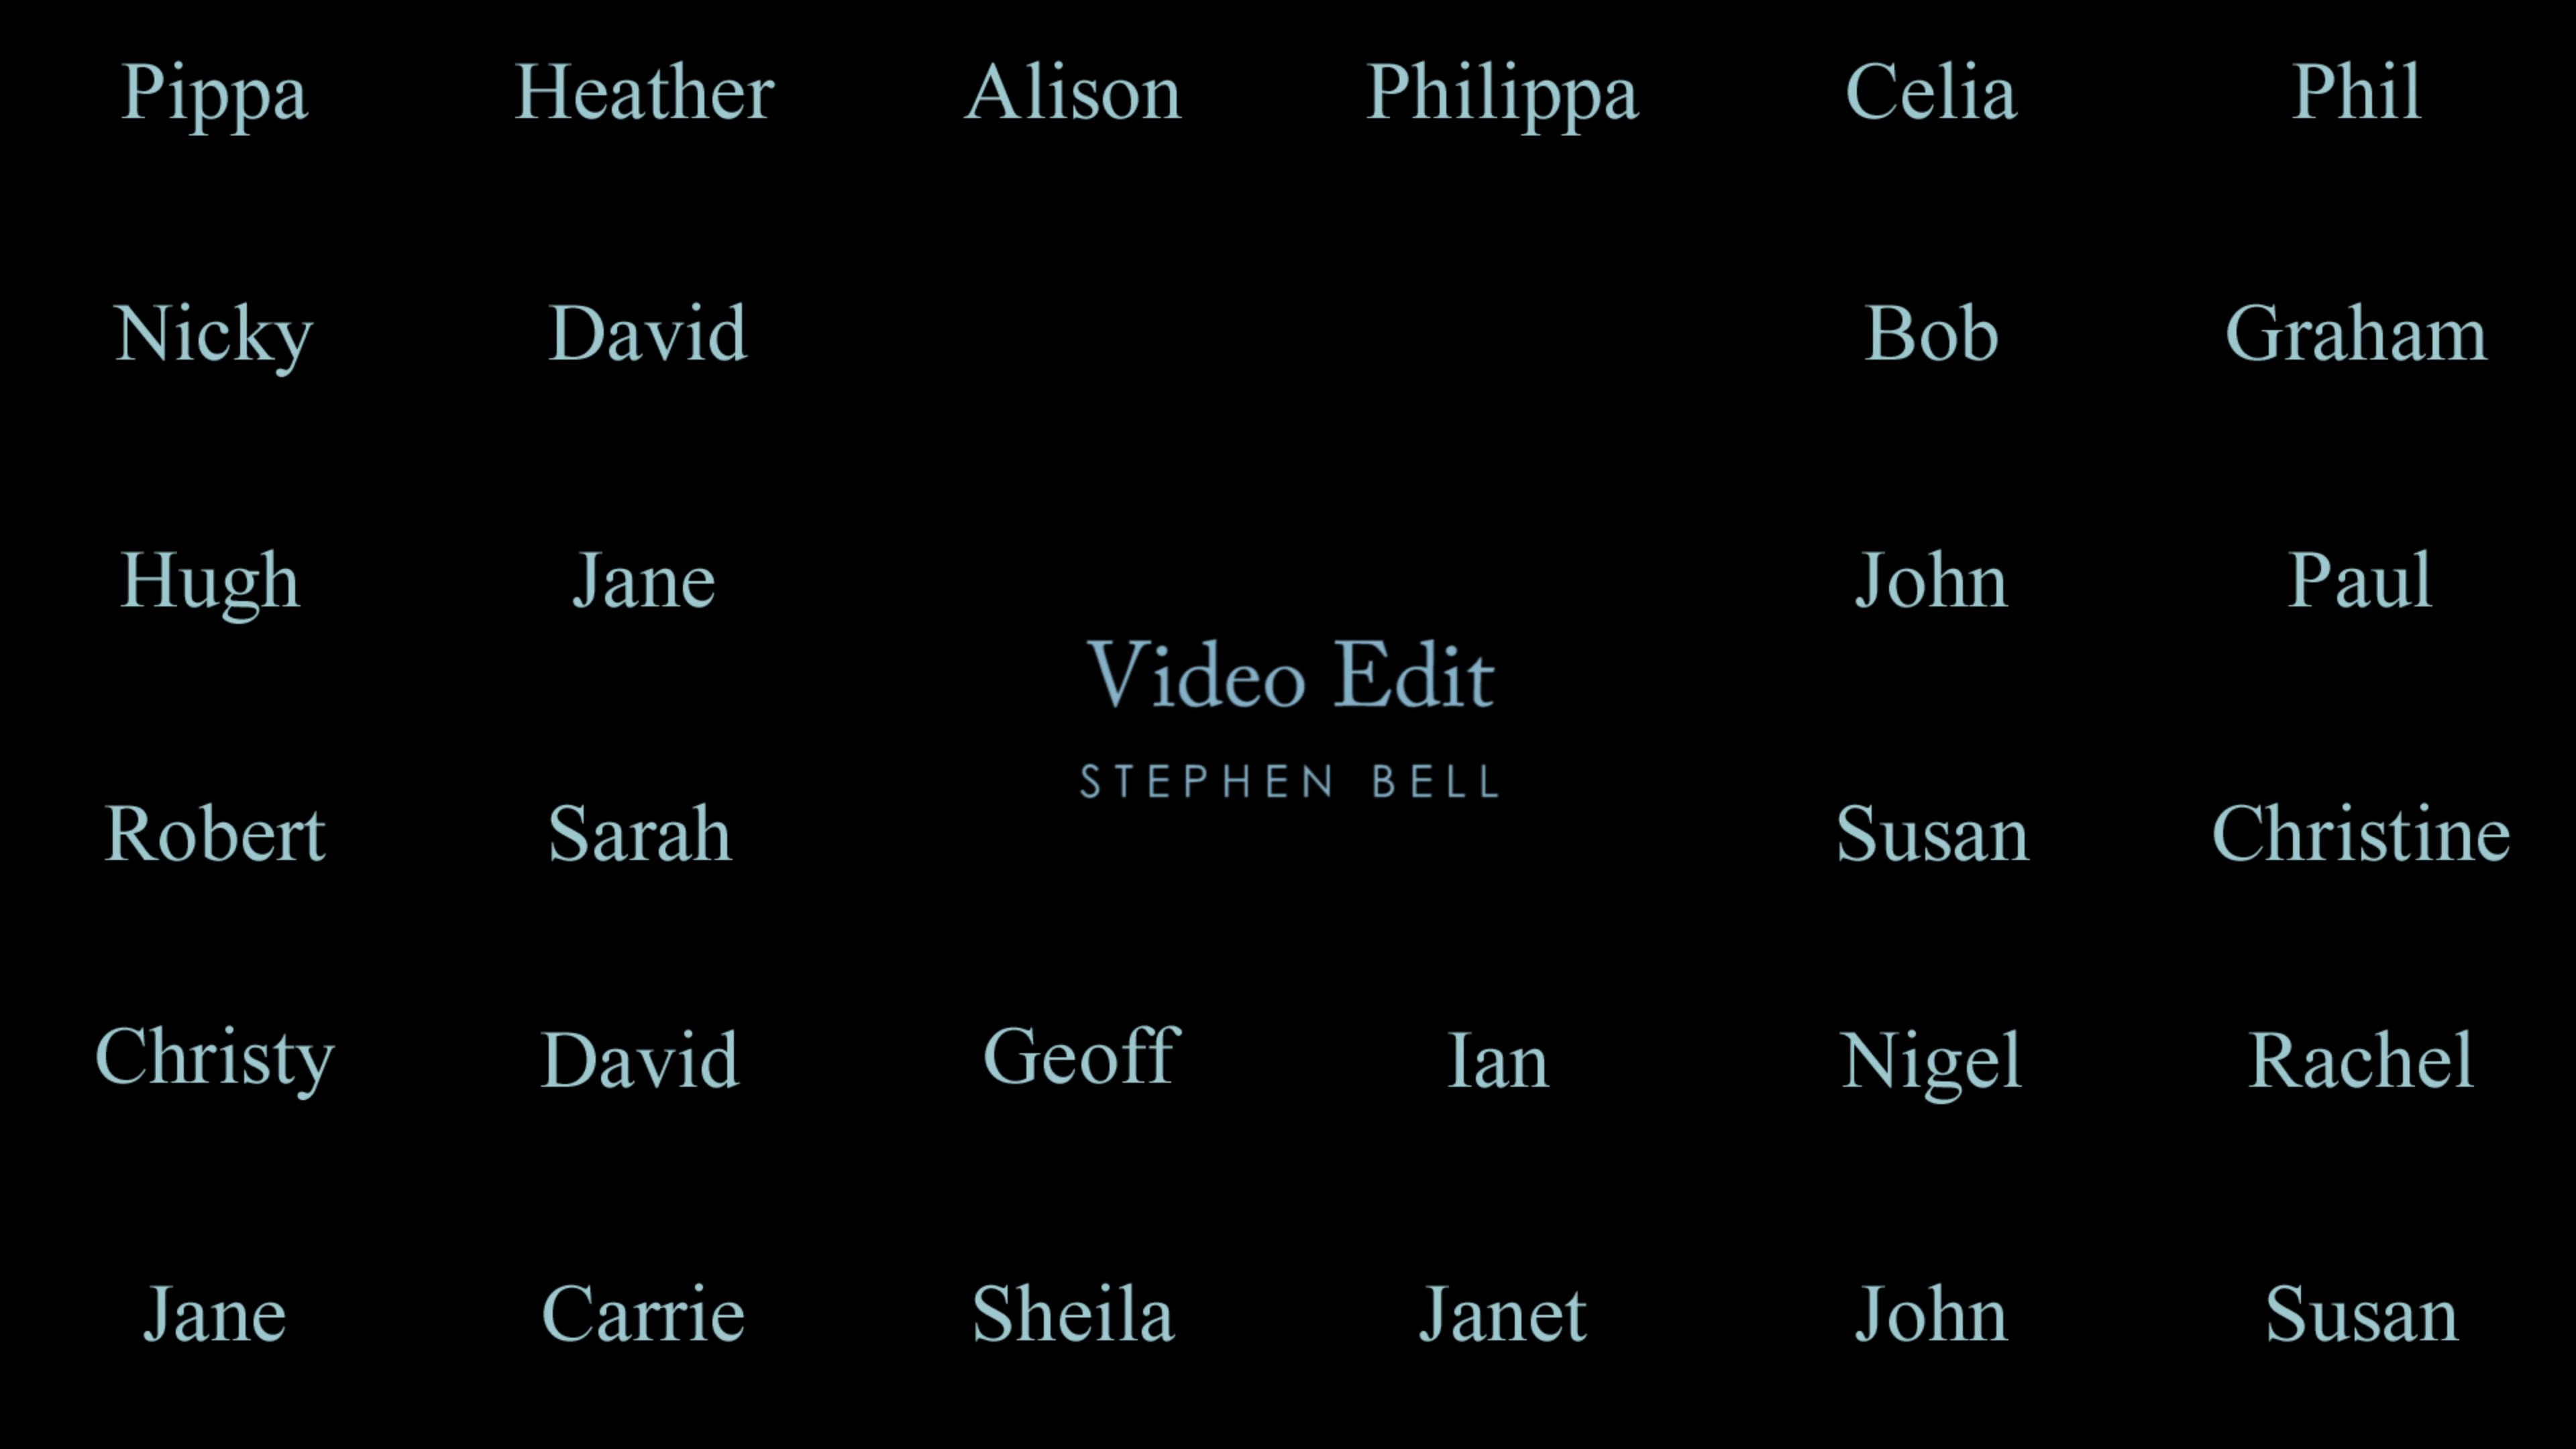 Pippa Heather Alison Philippa Celia Phil
Nicky David Bob Graham
Hugh Jane John Paul
Video Edit
STEPHEN BELL
Robert Sarah Susan Christine
Christy David Geoff Ian Nigel Rachel
Jane Carrie Sheila Janet John Susan